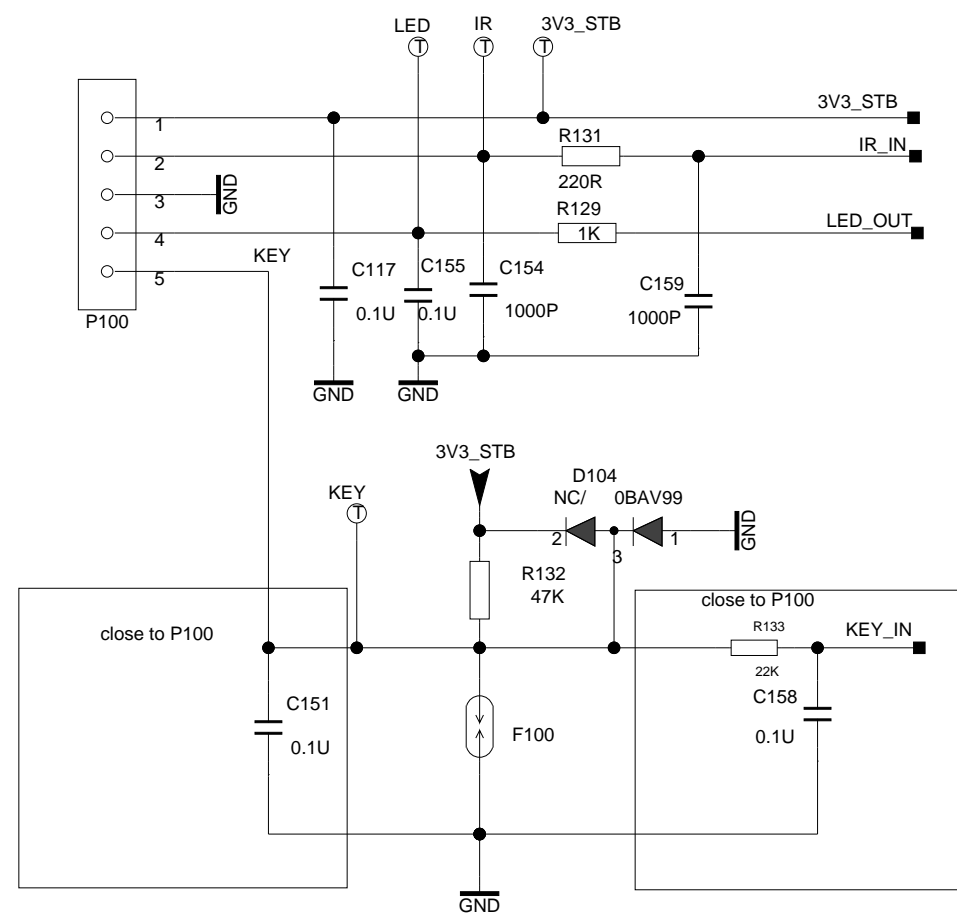 LED IR 3V3_STB
T T T
1 3V3_STB
R131
2 IR_IN
220R
3 GND
R129
4 1K LED_OUT
KEY
5
C117 C155 C154 C159
0.1U 0.1U 1000P 1000P
P100
GND GND
3V3_STB
D104
KEY NC/ 0BAV99
T
2 3 1 GND
R132
47K
close to P100
close to P100
R133 KEY_IN
22K
C151 C158
F100
0.1U 0.1U
GND